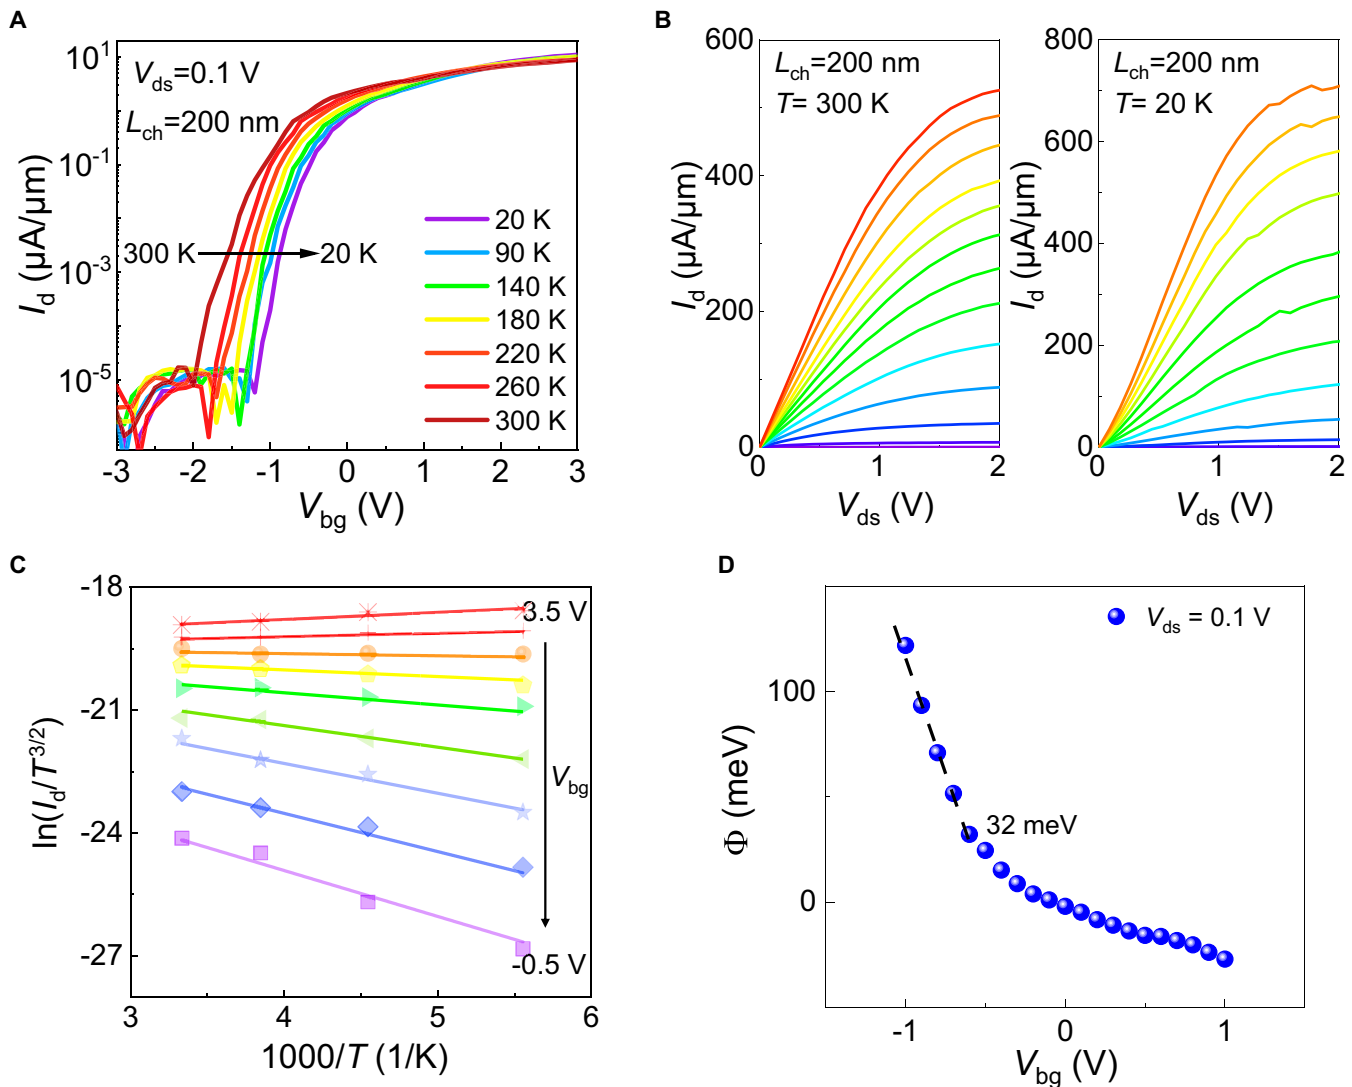 A
V_ds=0.1 V
L_ch=200 nm
300 K
20 K
20 K
90 K
140 K
180 K
220 K
260 K
300 K
10^1
10^-1
10^-3
10^-5
I_d (μA/μm)
-3 -2 -1 0 1 2 3
V_bg (V)
B
L_ch=200 nm
T= 300 K
600
400
200
0
I_d (μA/μm)
0 1 2
V_ds (V)
L_ch=200 nm
T= 20 K
800
600
400
200
0
I_d (μA/μm)
0 1 2
V_ds (V)
C
-18
-21
-24
-27
ln(I_d/T^3/2)
3.5 V
V_bg
-0.5 V
3 4 5 6
1000/T (1/K)
D
V_ds = 0.1 V
100
0
Φ (meV)
32 meV
-1 0 1
V_bg (V)